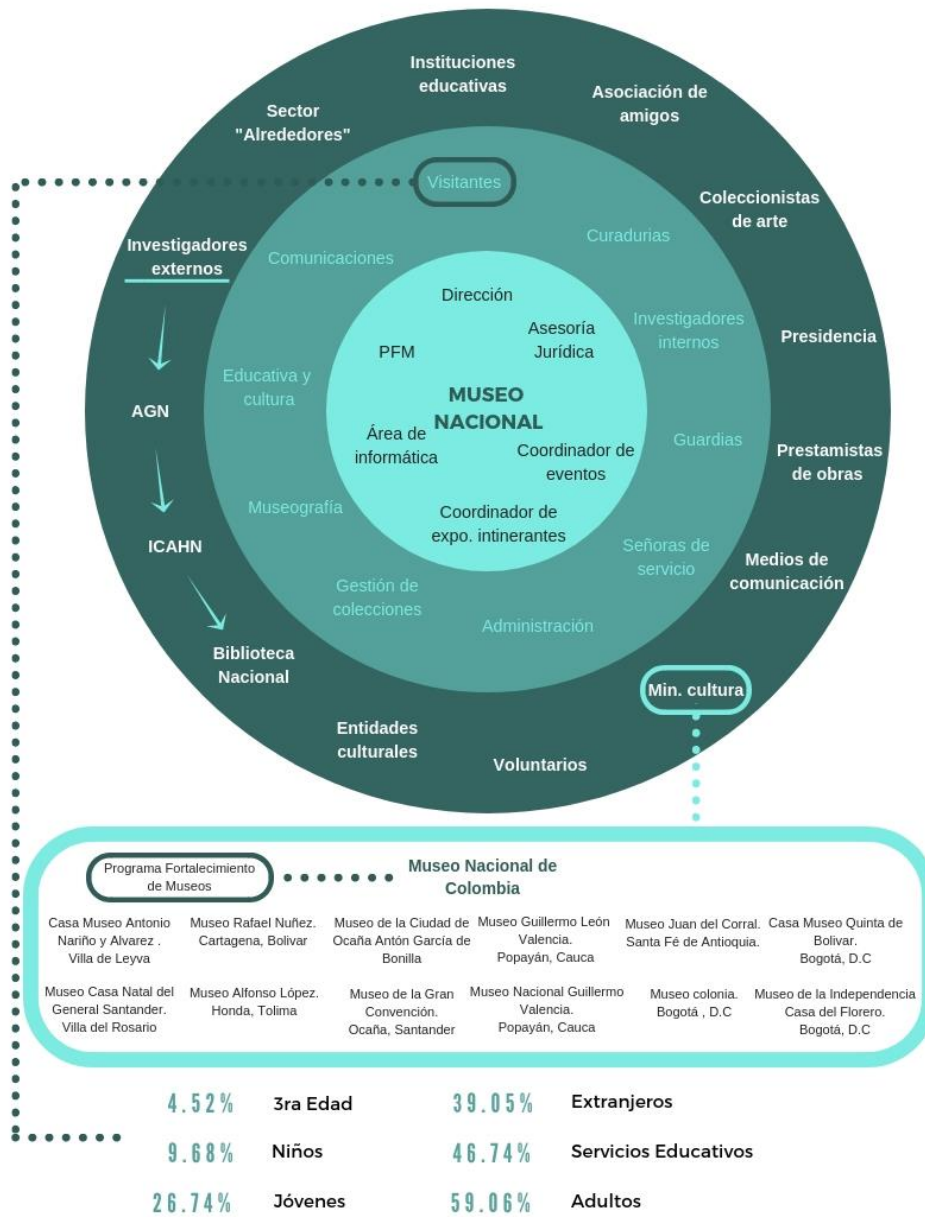 Instituciones
educativas
Asociación de
amigos
Sector
"Alrededores"
Visitantes
Coleccionistas
de arte
Curadurias
Investigadores
externos
Comunicaciones
Dirección
Investigadores
internos
Asesoría
Jurídica
Presidencia
PFM
Educativa y
cultura
MUSEO
NACIONAL
AGN
Área de
informática
Guardias
Coordinador de
eventos
Prestamistas
de obras
Museografía
Coordinador de
expo. intinerantes
ICAHN
Señoras de
servicio
Medios de
comunicación
Gestión de
colecciones
Administración
Biblioteca
Nacional
Min. cultura
Entidades
culturales
Voluntarios
Programa Fortalecimiento
de Museos
Museo Nacional de
Colombia
Casa Museo Antonio
Nariño y Alvarez .
Villa de Leyva
Museo Rafael Nuñez.
Cartagena, Bolivar
Museo de la Ciudad de
Ocaña Antón García de
Bonilla
Museo Guillermo León
Valencia.
Popayán, Cauca
Museo Juan del Corral.
Santa Fé de Antioquia.
Casa Museo Quinta de
Bolivar.
Bogotá, D.C
Museo Casa Natal del
General Santander.
Villa del Rosario
Museo Alfonso López.
Honda, Tolima
Museo de la Gran
Convención.
Ocaña, Santander
Museo Nacional Guillermo
Valencia.
Popayán, Cauca
Museo colonia.
Bogotá , D.C
Museo de la Independencia
Casa del Florero.
Bogotá, D.C
4.52% 3ra Edad
39.05% Extranjeros
9.68% Niños
46.74% Servicios Educativos
26.74% Jóvenes
59.06% Adultos